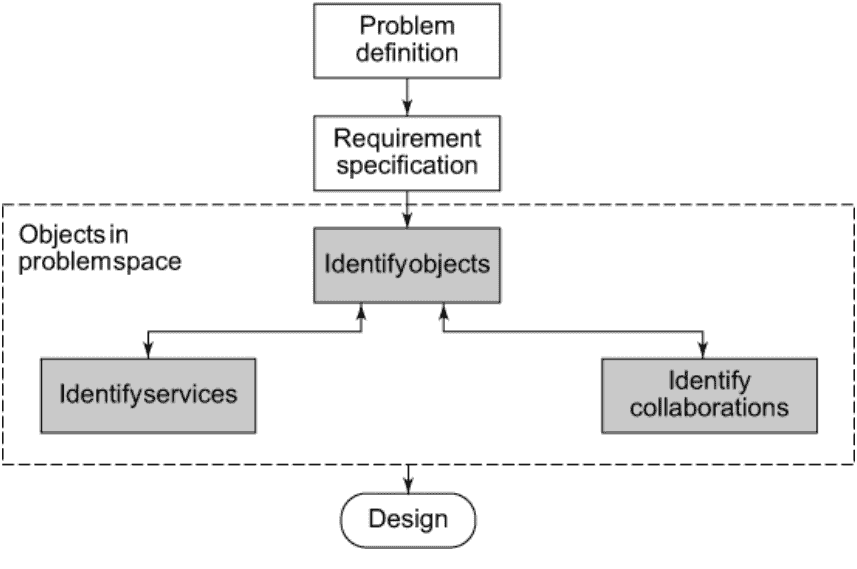 Problem
definition
Requirement
specification
Objects in
problemspace
Identifyobjects
Identifyservices
Identify
collaborations
Design